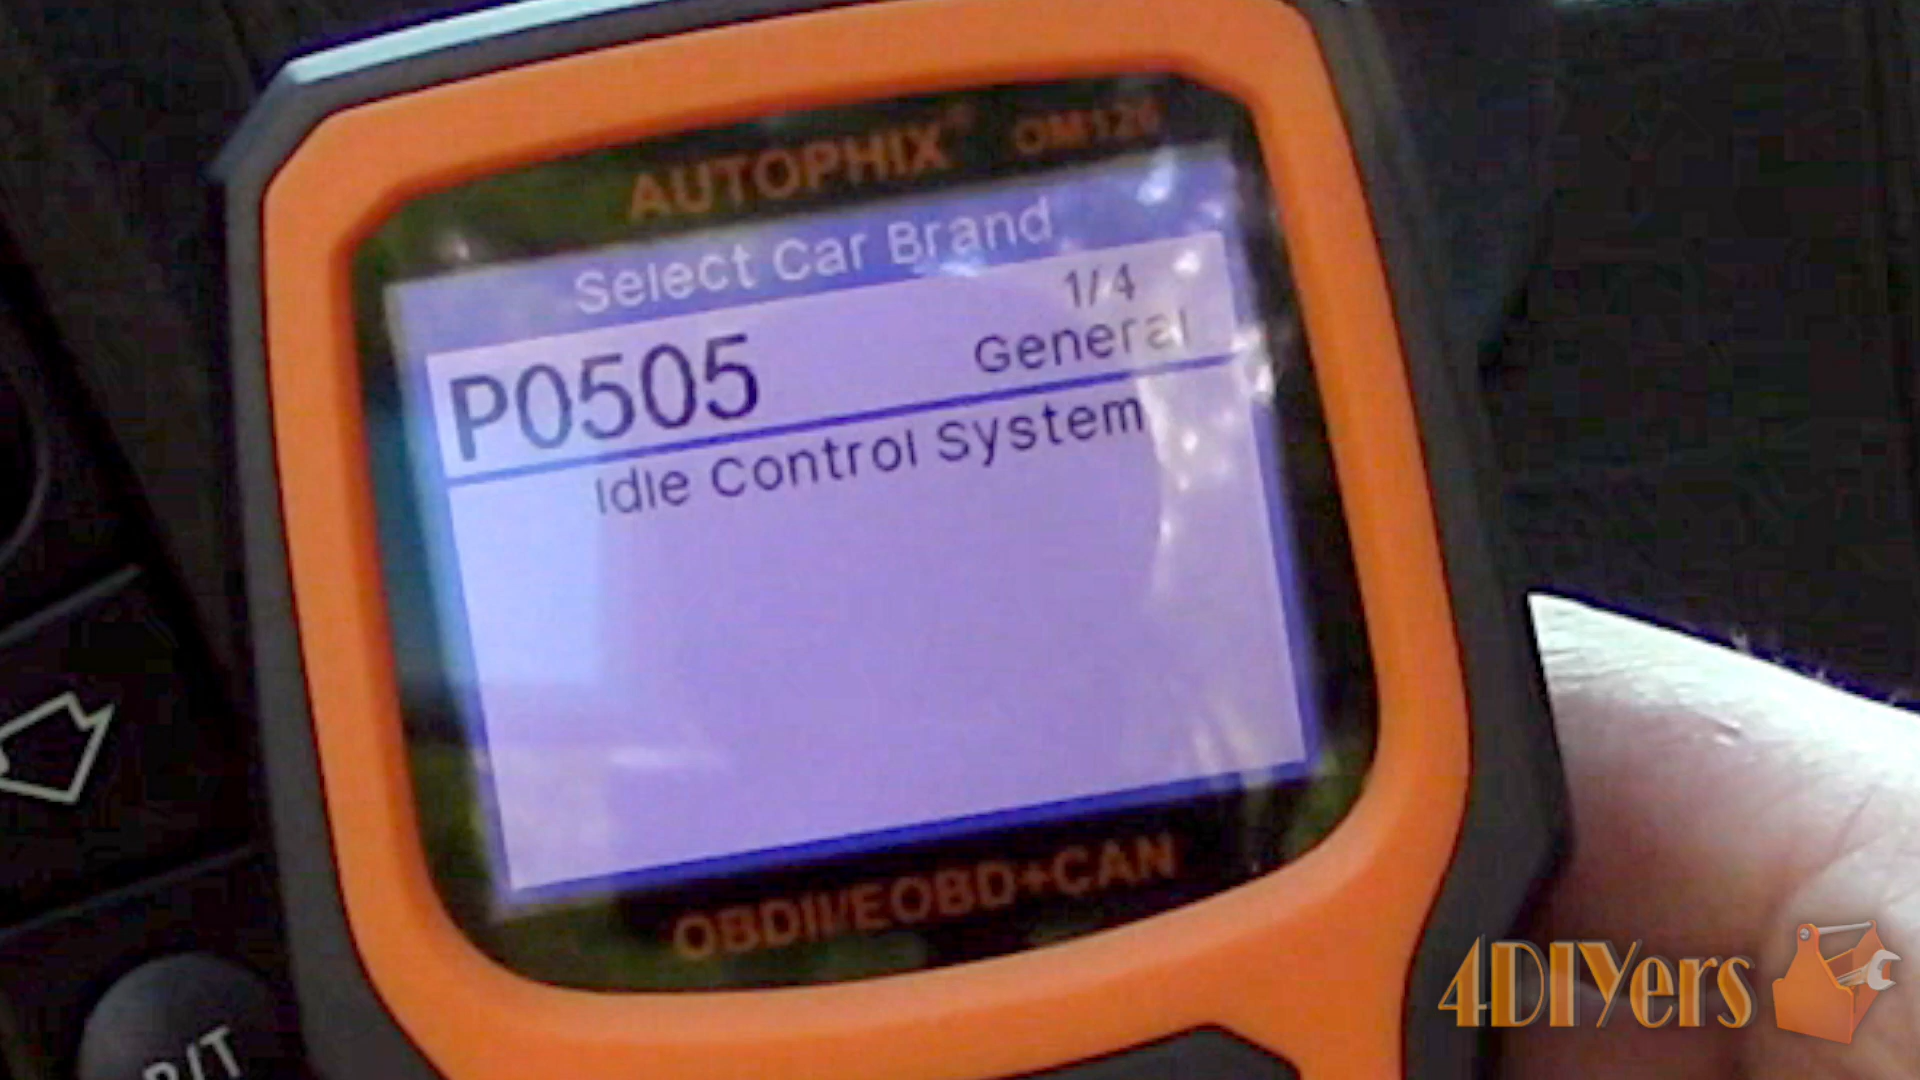 AUTOPHIX® OM126
Select Car Brand
1/4
P0505 General
Idle Control System
OBDII/EOBD+CAN
4DIYers